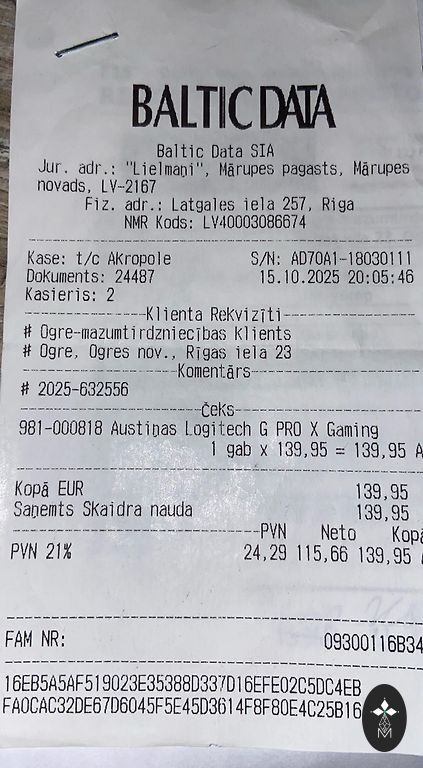 BALTIC DATA
Baltic Data SIA
Jur. adr.: "Lielmaņi", Mārupes pagasts, Mārupes
novads, LV-2167
Fiz. adr.: Latgales iela 257, Riga
NMR Kods: LV40003086674
Kase: t/c Akropole S/N: AD70A1-18030111
Dokuments: 24487 15.10.2025 20:05:46
Kasieris: 2
Klienta Rekvizīti
# Ogre-mazumtirdzniecības Klients
# Ogre, Ogres nov., Rīgas iela 23
Komentārs
# 2025-632556
Čeks
981-000818 Austiņas Logitech G PRO X Gaming
1 gab x 139,95 = 139,95 A
Kopā EUR 139,95
Saņemts Skaidra nauda 139,95
PVN Neto Kopā
PVN 21% 24,29 115,66 139,95
FAM NR: 09300116B34
16EB5A5AF519023E35388D337D16EFE02C5DC4EB
FA0CAC32DE67D6045F5E45D3614F8F80E4C25B16
M